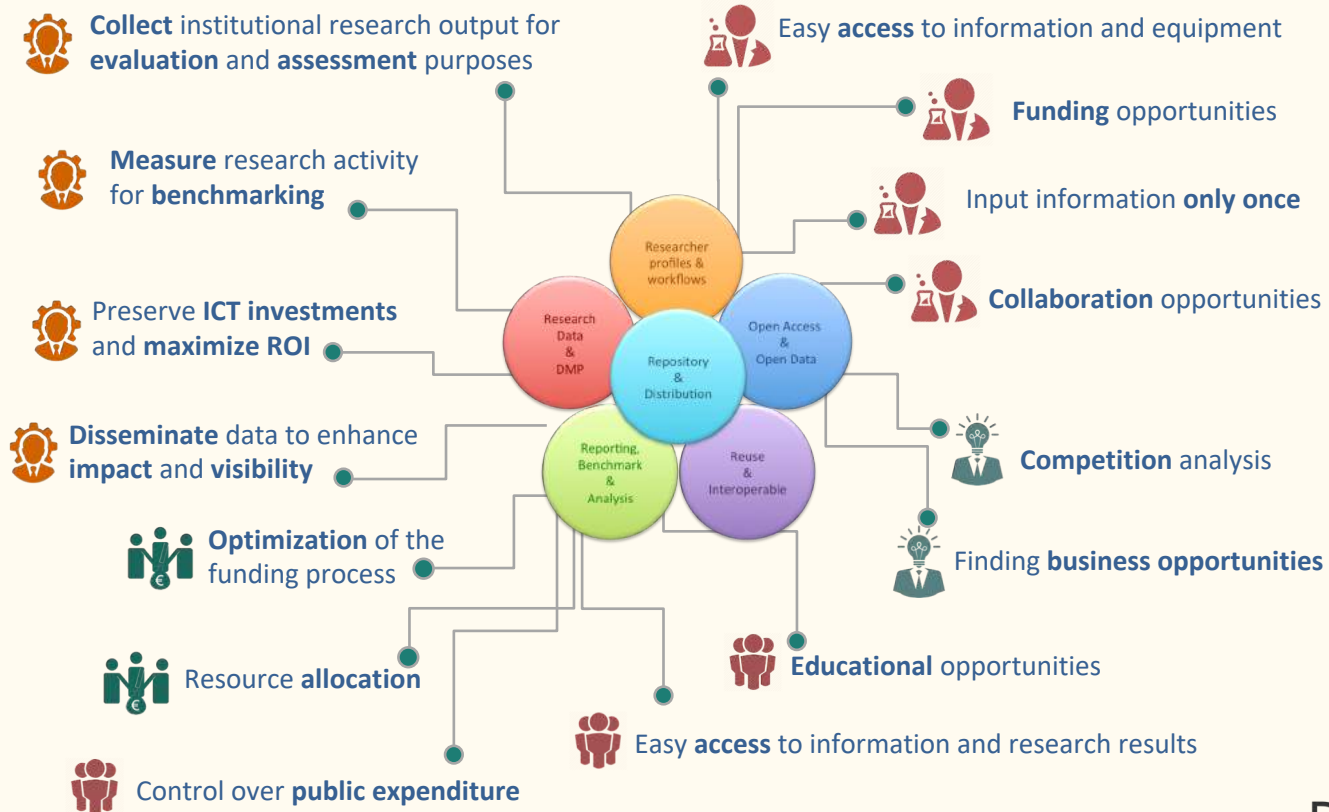 Collect institutional research output for
evaluation and assessment purposes
Easy access to information and equipment
Funding opportunities
Measure research activity
for benchmarking
Input information only once
Researcher
profiles &
workflows
Preserve ICT investments
and maximize ROI
Collaboration opportunities
Research
Data
&
DMP
Open Access
&
Open Data
Repository
&
Distribution
Disseminate data to enhance
impact and visibility
Reporting,
Benchmark
&
Analysis
Reuse
&
Interoperable
Competition analysis
Optimization of the
funding process
Finding business opportunities
Resource allocation
Educational opportunities
Easy access to information and research results
Control over public expenditure